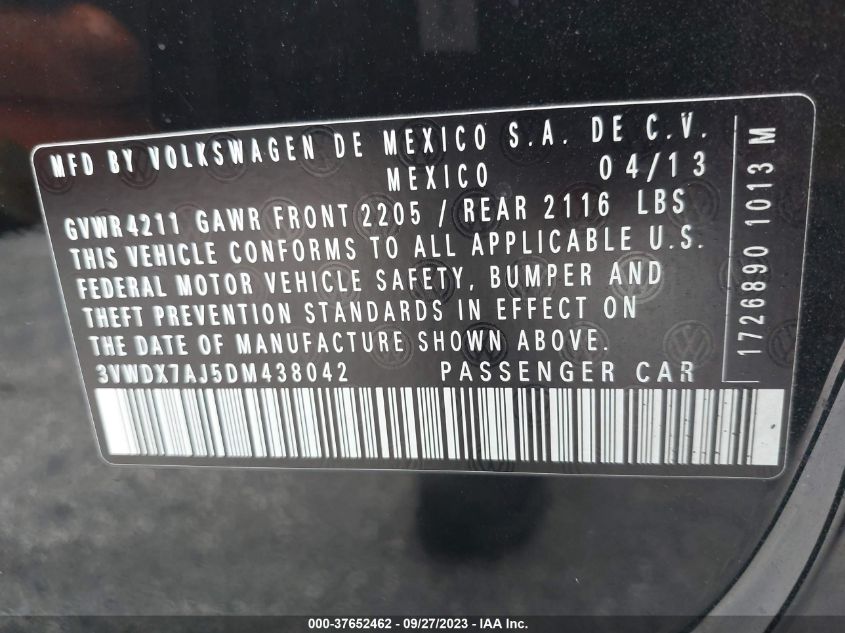 MFD BY VOLKSWAGEN DE MEXICO S.A. DE C.V.
MEXICO 04/13
GVWR4211 GAWR FRONT 2205 / REAR 2116 LBS
THIS VEHICLE CONFORMS TO ALL APPLICABLE U.S.
FEDERAL MOTOR VEHICLE SAFETY, BUMPER AND
THEFT PREVENTION STANDARDS IN EFFECT ON
THE DATE OF MANUFACTURE SHOWN ABOVE.
3VWDX7AJ5DM438042 PASSENGER CAR
1726890 1013 M
000-37652462 - 09/27/2023 - IAA Inc.